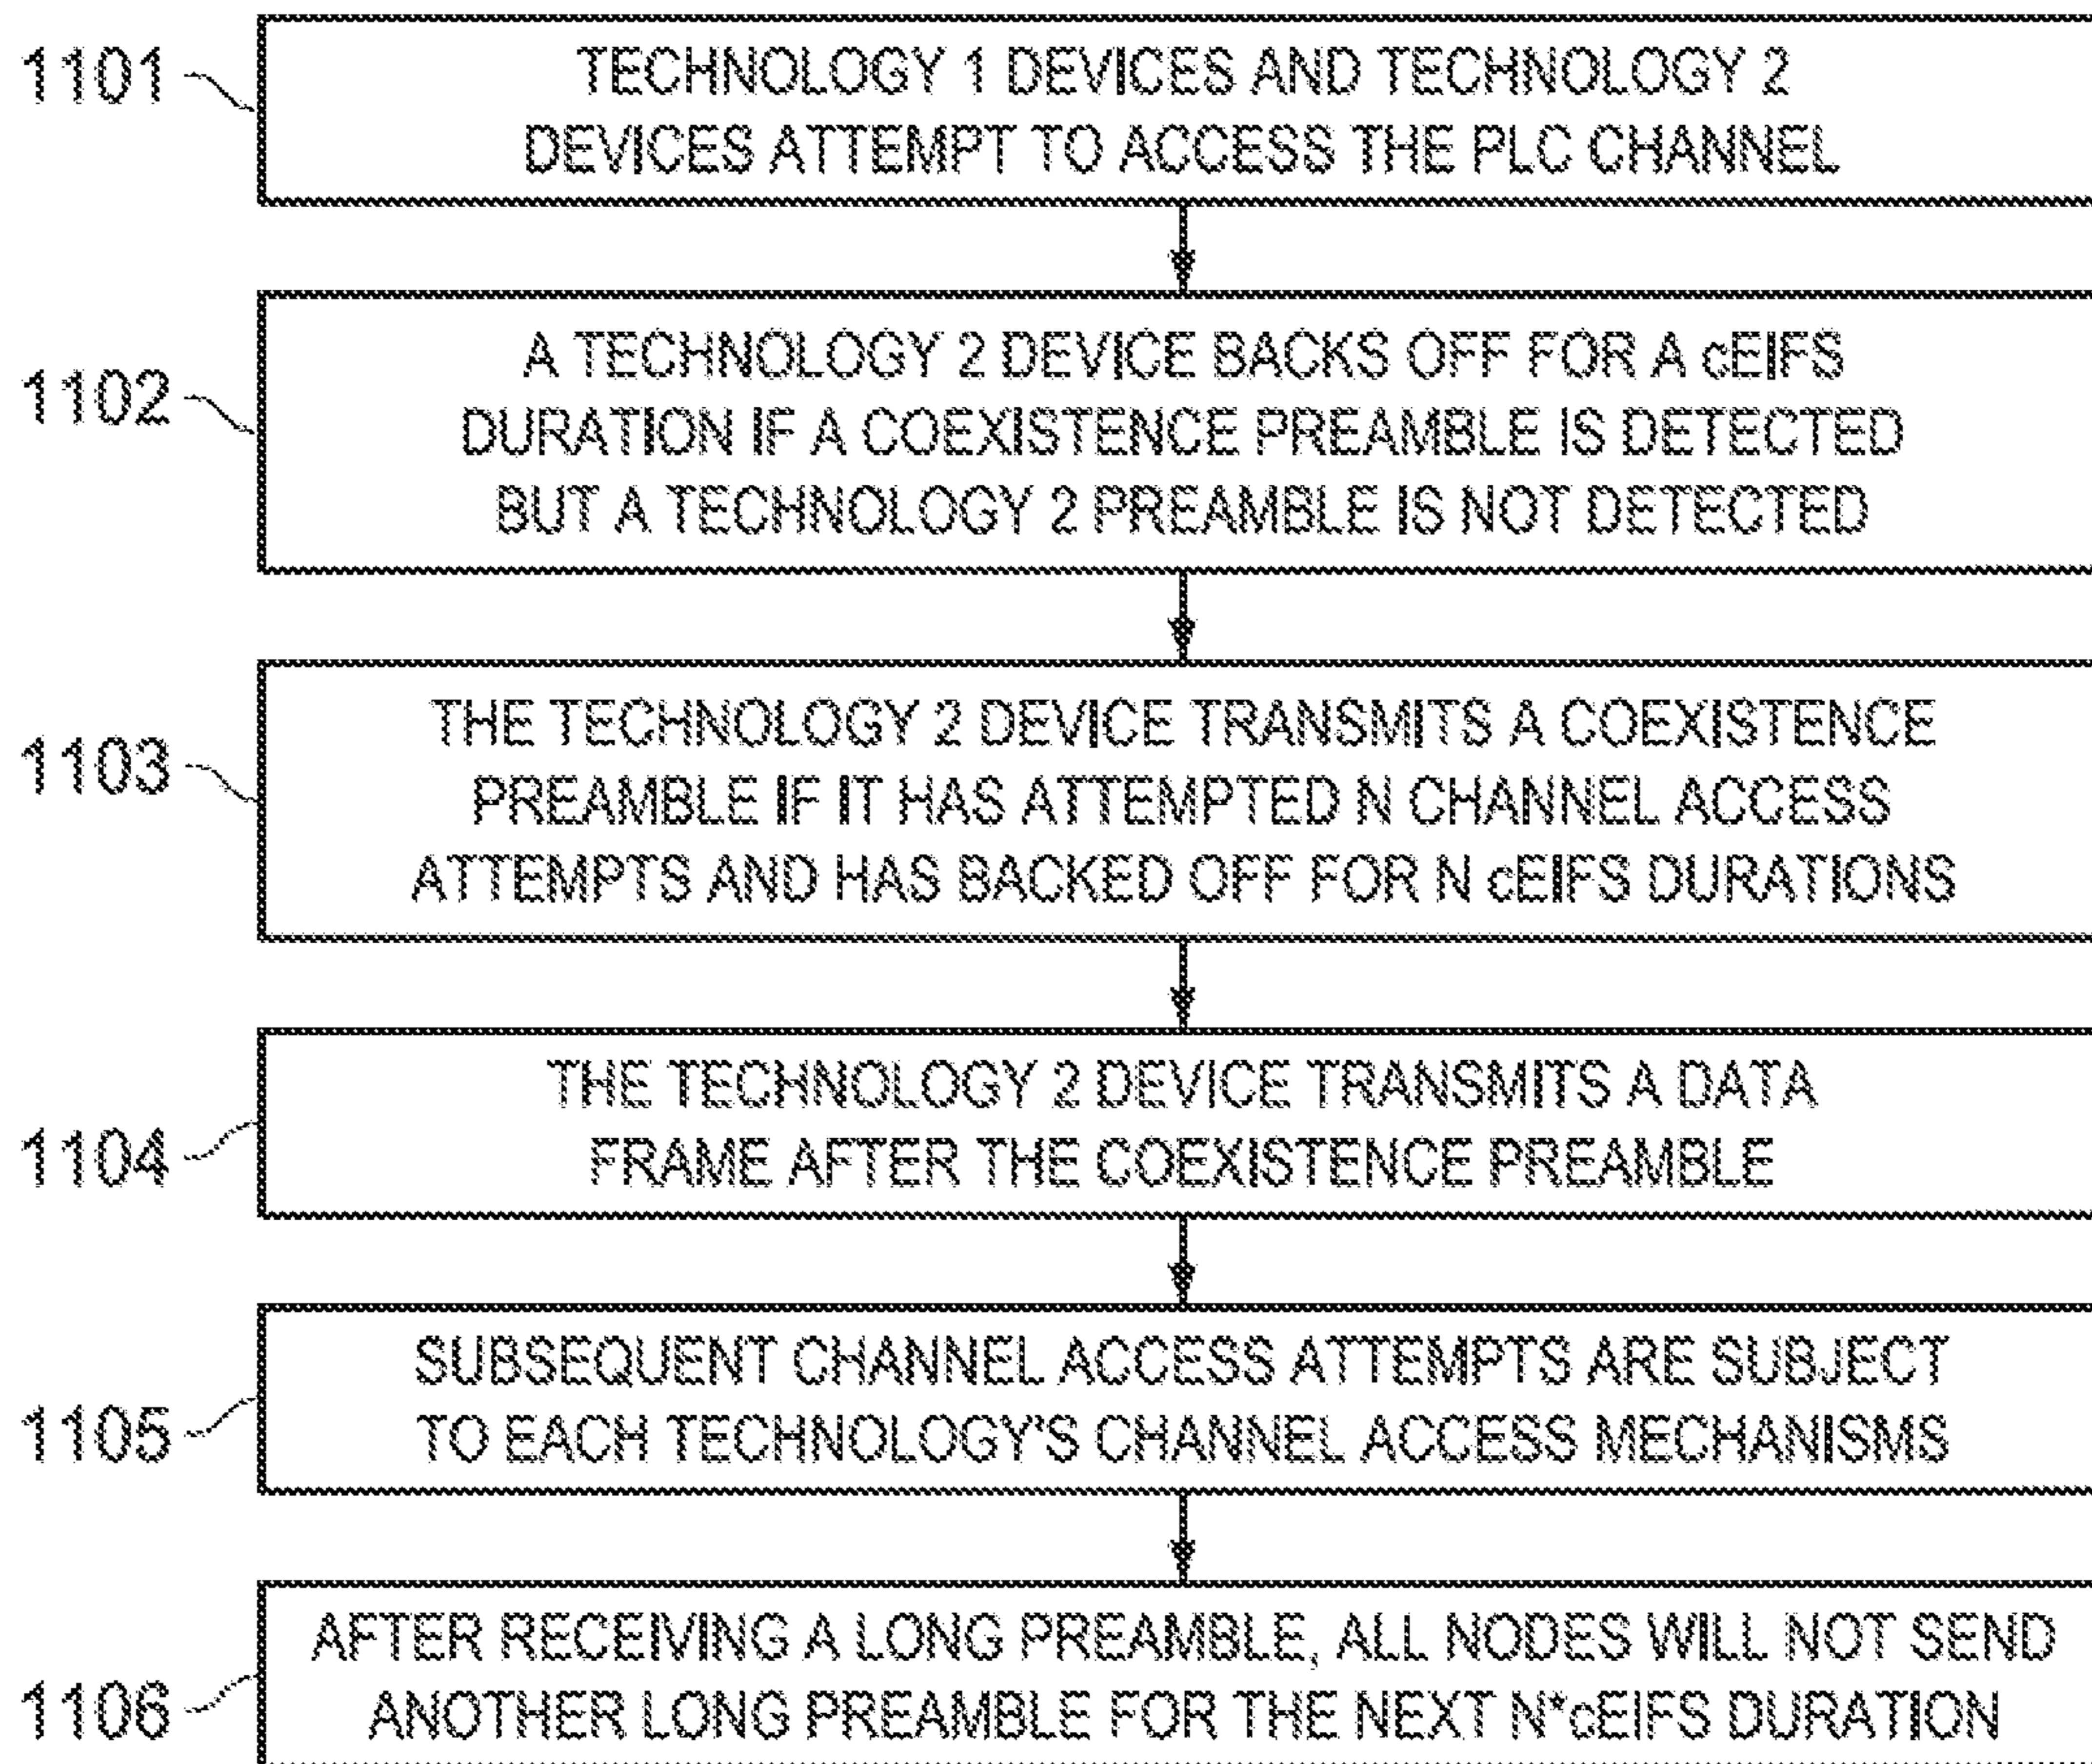 1101
TECHNOLOGY 1 DEVICES AND TECHNOLOGY 2
DEVICES ATTEMPT TO ACCESS THE PLC CHANNEL
1102
A TECHNOLOGY 2 DEVICE BACKS OFF FOR A cEIFS
DURATION IF A COEXISTENCE PREAMBLE IS DETECTED
BUT A TECHNOLOGY 2 PREAMBLE IS NOT DETECTED
1103
THE TECHNOLOGY 2 DEVICE TRANSMITS A COEXISTENCE
PREAMBLE IF IT HAS ATTEMPTED N CHANNEL ACCESS
ATTEMPTS AND HAS BACKED OFF FOR N cEIFS DURATIONS
1104
THE TECHNOLOGY 2 DEVICE TRANSMITS A DATA
FRAME AFTER THE COEXISTENCE PREAMBLE
1105
SUBSEQUENT CHANNEL ACCESS ATTEMPTS ARE SUBJECT
TO EACH TECHNOLOGY'S CHANNEL ACCESS MECHANISMS
1106
AFTER RECEIVING A LONG PREAMBLE, ALL NODES WILL NOT SEND
ANOTHER LONG PREAMBLE FOR THE NEXT N*cEIFS DURATION